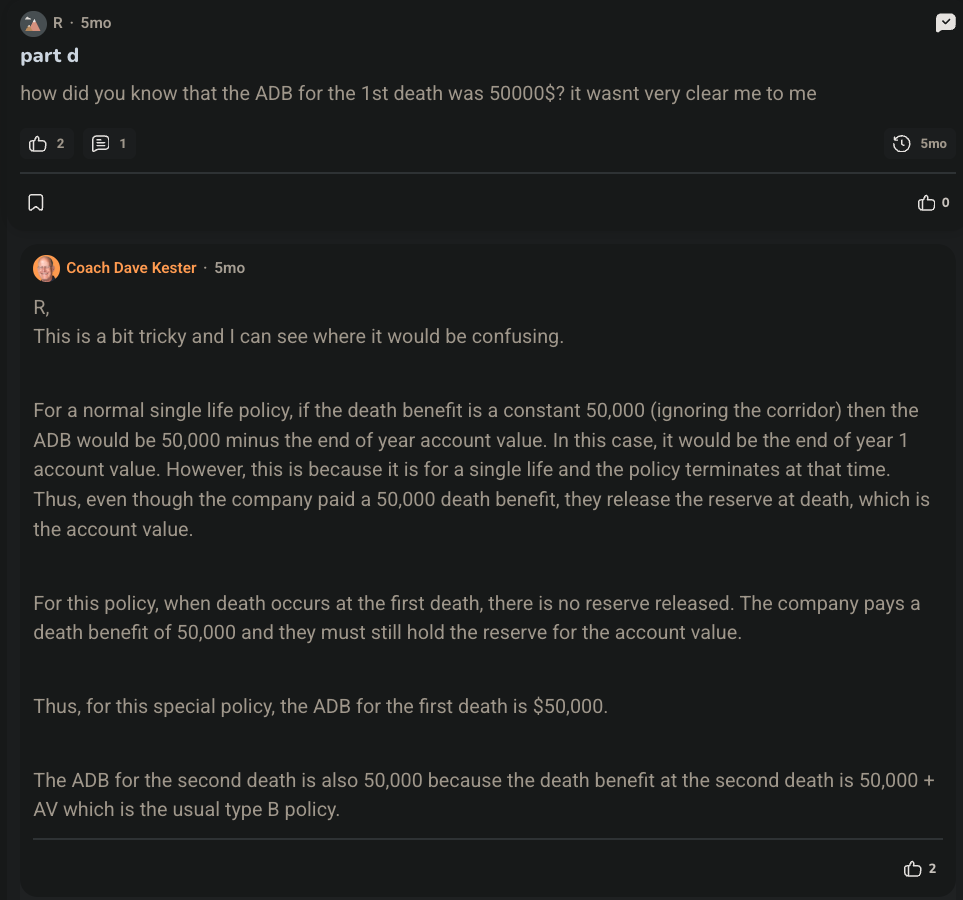 R · 5mo
part d
how did you know that the ADB for the 1st death was 50000$? it wasnt very clear me to me
2 1 5mo
0
Coach Dave Kester · 5mo
R,
This is a bit tricky and I can see where it would be confusing.
For a normal single life policy, if the death benefit is a constant 50,000 (ignoring the corridor) then the
ADB would be 50,000 minus the end of year account value. In this case, it would be the end of year 1
account value. However, this is because it is for a single life and the policy terminates at that time.
Thus, even though the company paid a 50,000 death benefit, they release the reserve at death, which is
the account value.
For this policy, when death occurs at the first death, there is no reserve released. The company pays a
death benefit of 50,000 and they must still hold the reserve for the account value.
Thus, for this special policy, the ADB for the first death is $50,000.
The ADB for the second death is also 50,000 because the death benefit at the second death is 50,000 +
AV which is the usual type B policy.
2